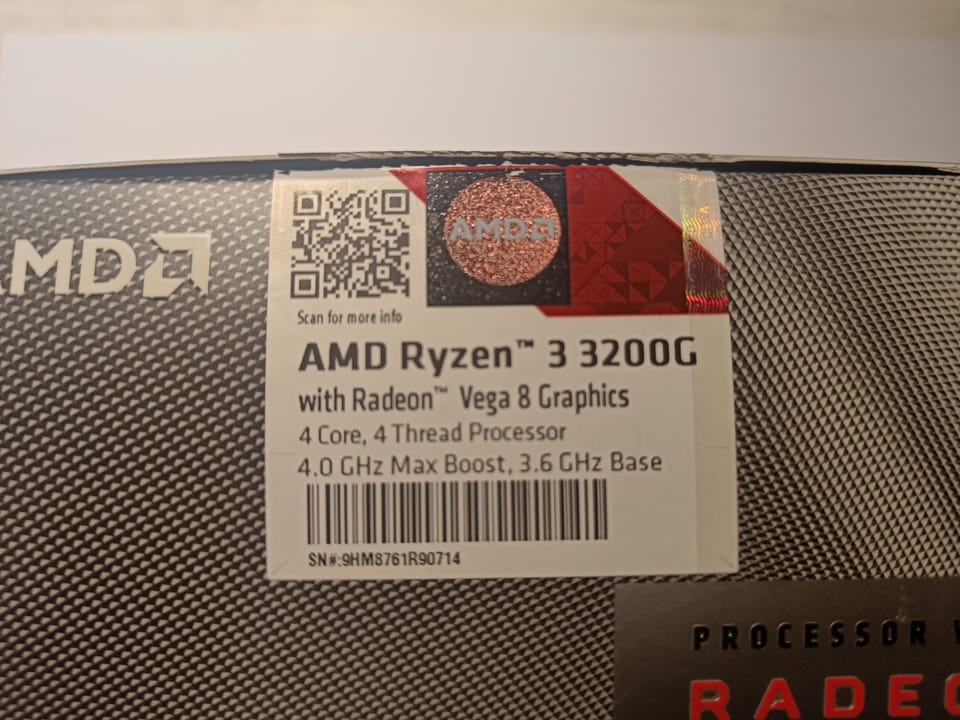 AMD
AMD
Scan for more info
AMD Ryzen™ 3 3200G
with Radeon™ Vega 8 Graphics
4 Core, 4 Thread Processor
4.0 GHz Max Boost, 3.6 GHz Base
SN#:9HM8761R90714
PROCESSOR
RADEO